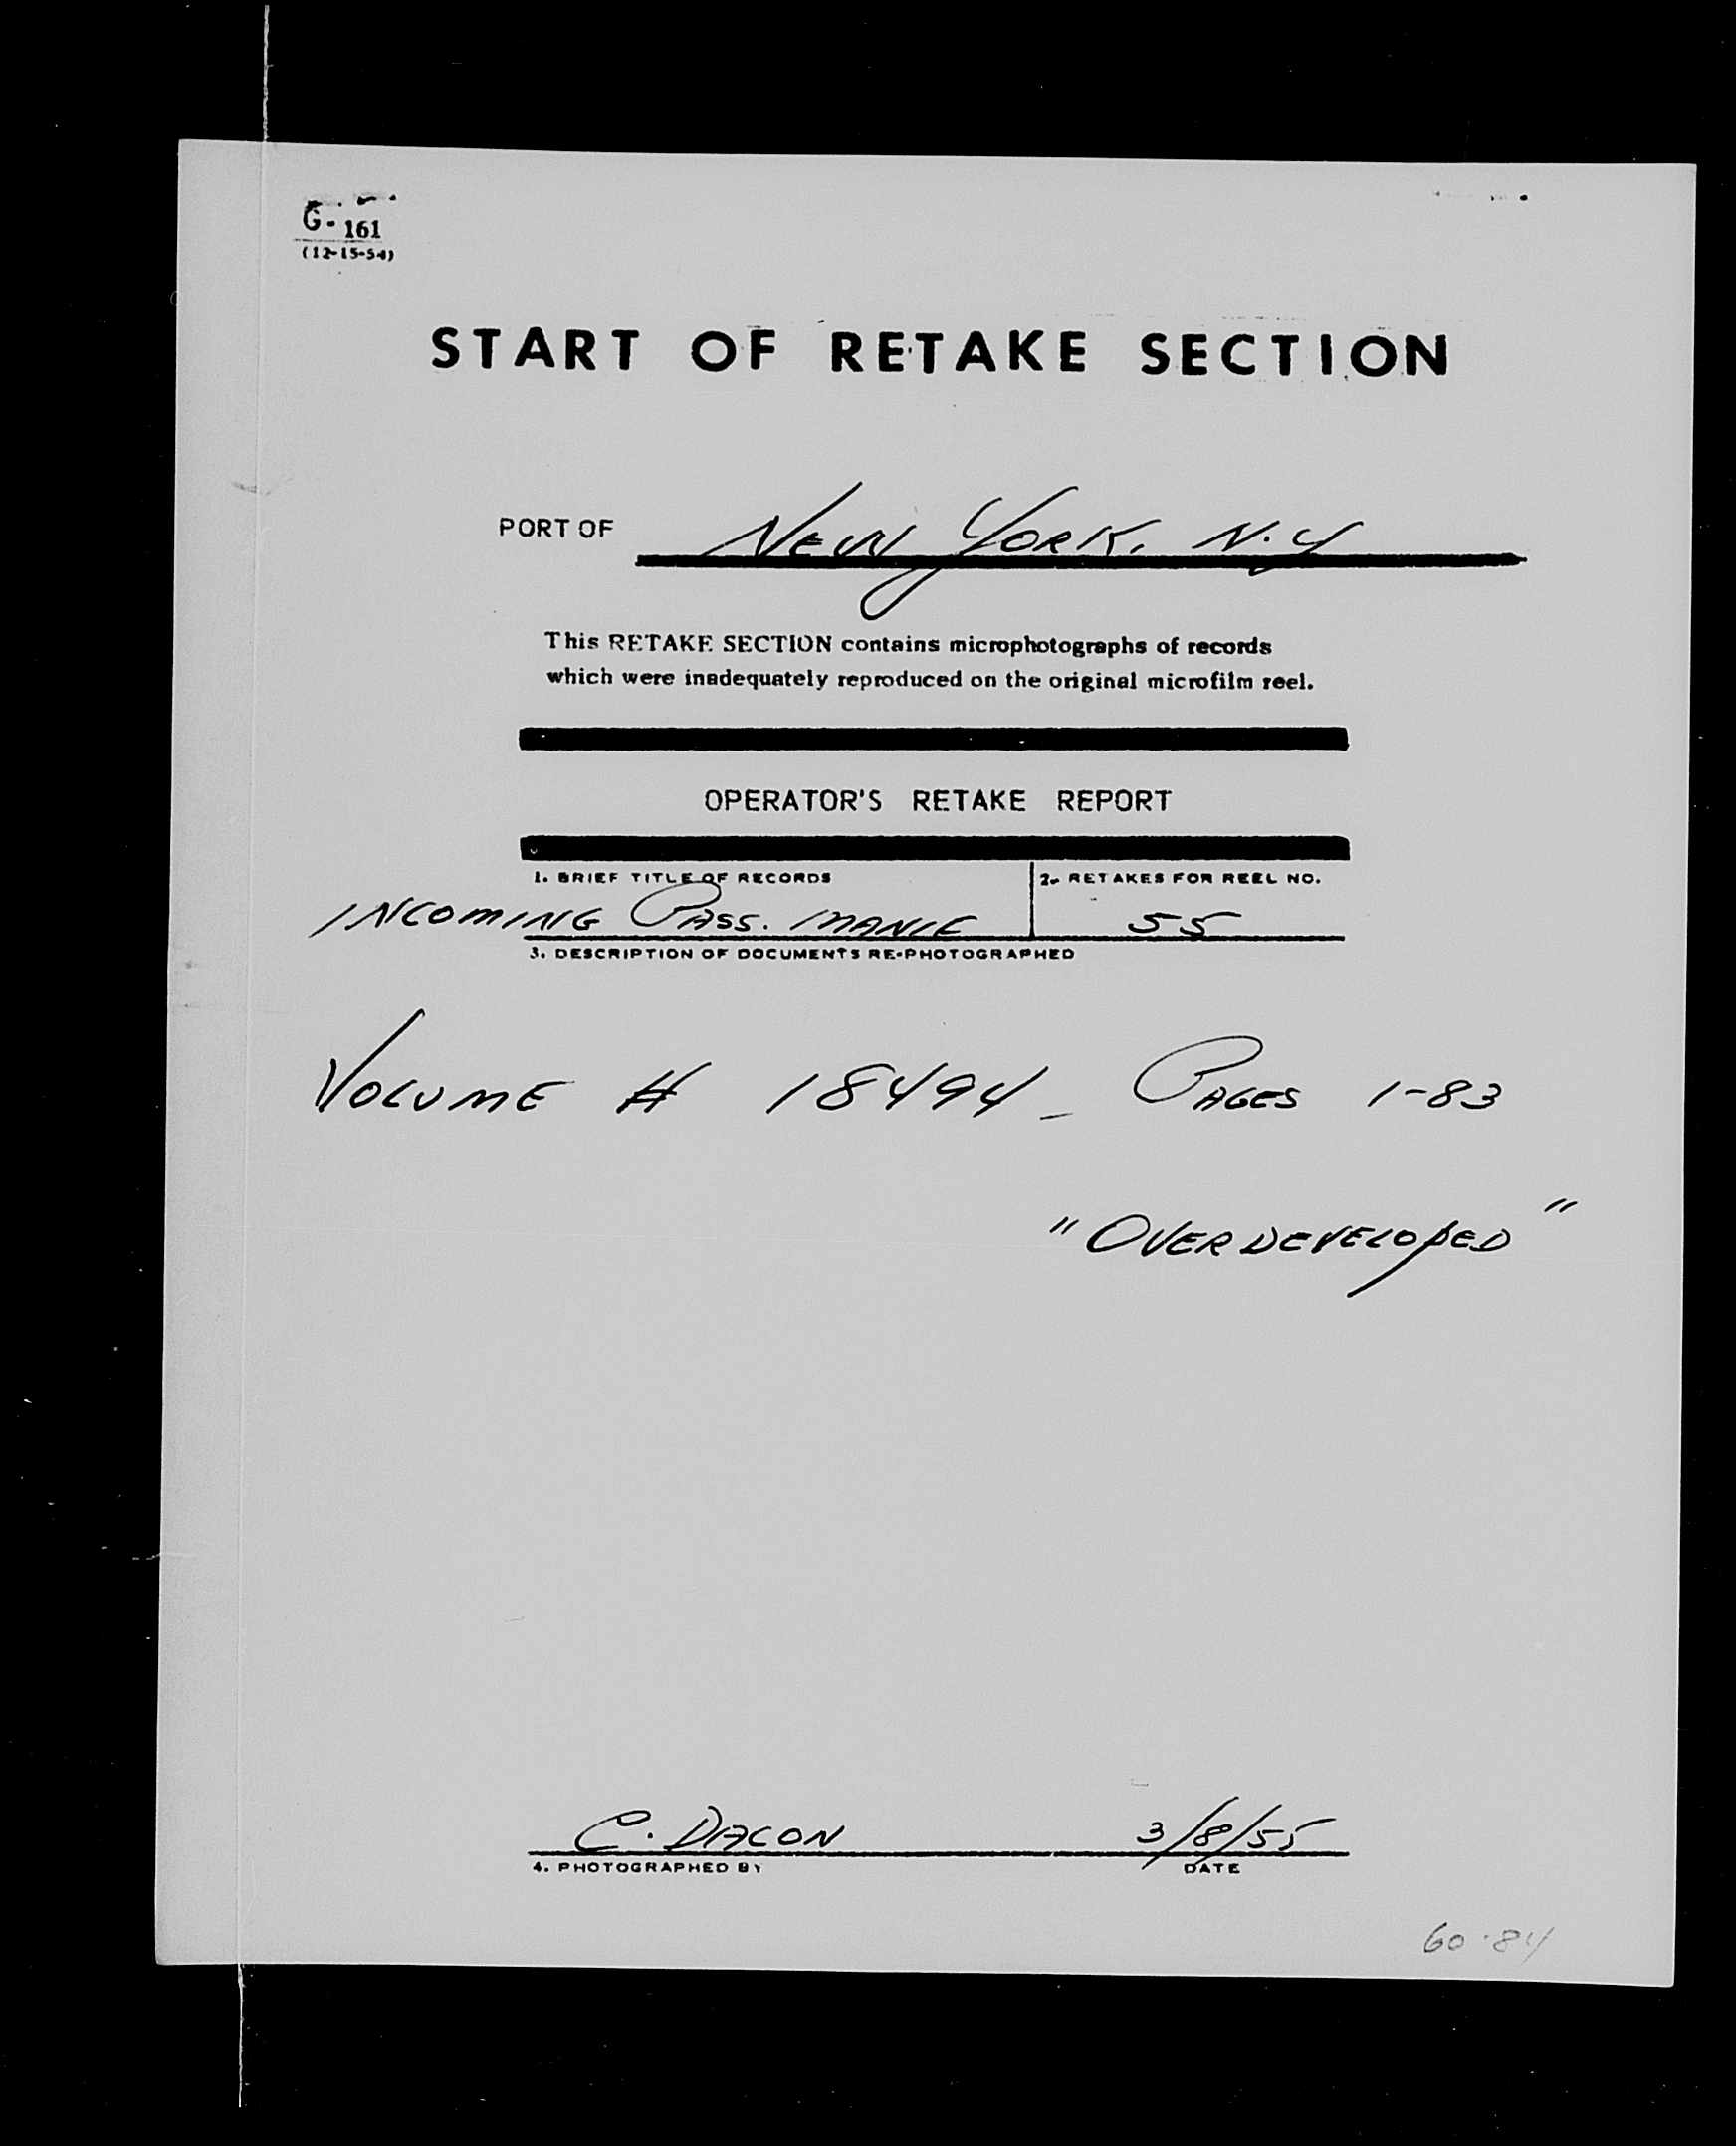 G-161
(12-15-54)
START OF RETAKE SECTION
PORT OF NEW YORK, N.Y
This RETAKE SECTION contains microphotographs of records
which were inadequately reproduced on the original microfilm reel.
OPERATOR'S RETAKE REPORT
1. BRIEF TITLE OF RECORDS 2. RETAKES FOR REEL NO.
INCOMING PASS. MANIE 55
3. DESCRIPTION OF DOCUMENTS RE-PHOTOGRAPHED
VOLUME # 18494 - PAGES 1-83
"OVERDEVELOPED"
C. DACON 3/8/55
4. PHOTOGRAPHED BY DATE
60.84